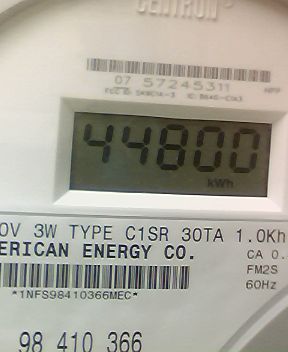 CENTRON®
07 57245311
44800
kWh
0V 3W TYPE C1SR 30TA 1.0Kh
ERICAN ENERGY CO.
CA 0.
FM2S
*1NFS98410366MEC*
60Hz
98 410 366